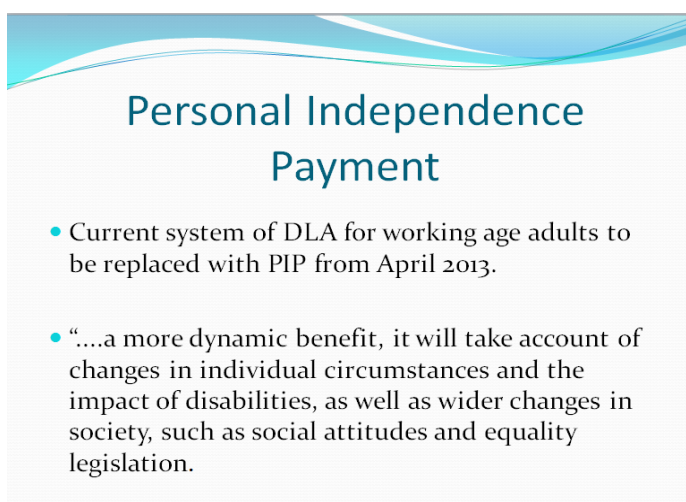 Personal Independence
Payment
• Current system of DLA for working age adults to
be replaced with PIP from April 2013.
• “....a more dynamic benefit, it will take account of
changes in individual circumstances and the
impact of disabilities, as well as wider changes in
society, such as social attitudes and equality
legislation.